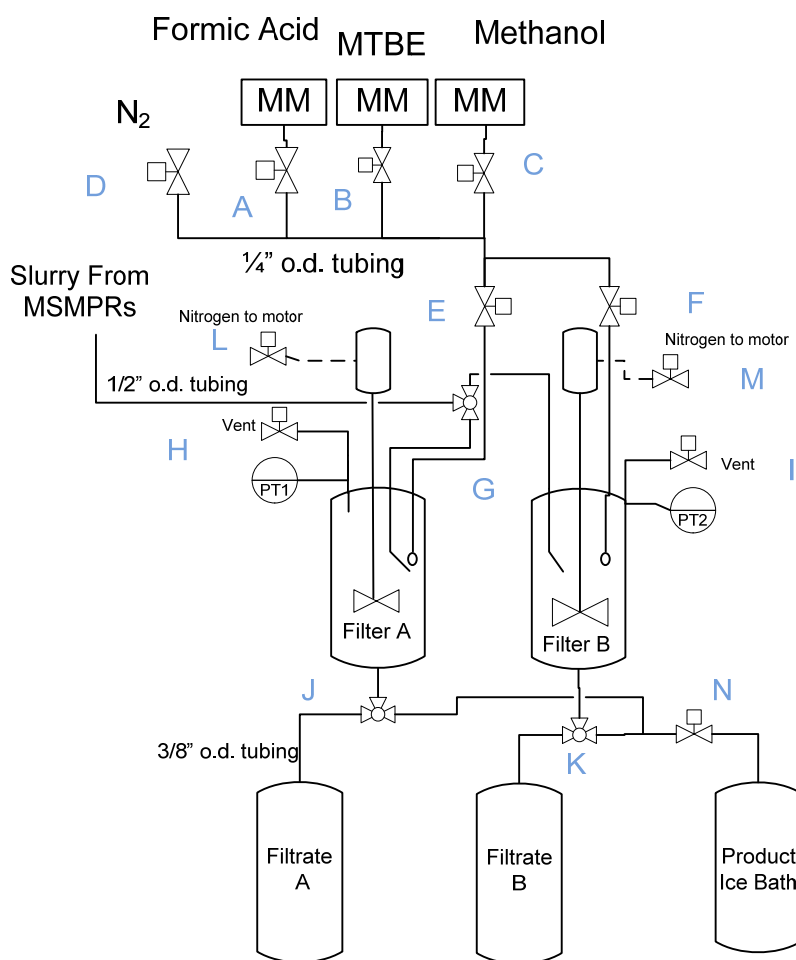 Formic Acid
MTBE
Methanol
MM
MM
MM
N₂
D
A
B
C
¼” o.d. tubing
Slurry From
MSMPRs
E
F
Nitrogen to motor
L
Nitrogen to motor
M
1/2” o.d. tubing
Vent
H
PT1
G
Vent
I
PT2
Filter A
Filter B
J
N
3/8” o.d. tubing
K
Filtrate
A
Filtrate
B
Product
Ice Bath